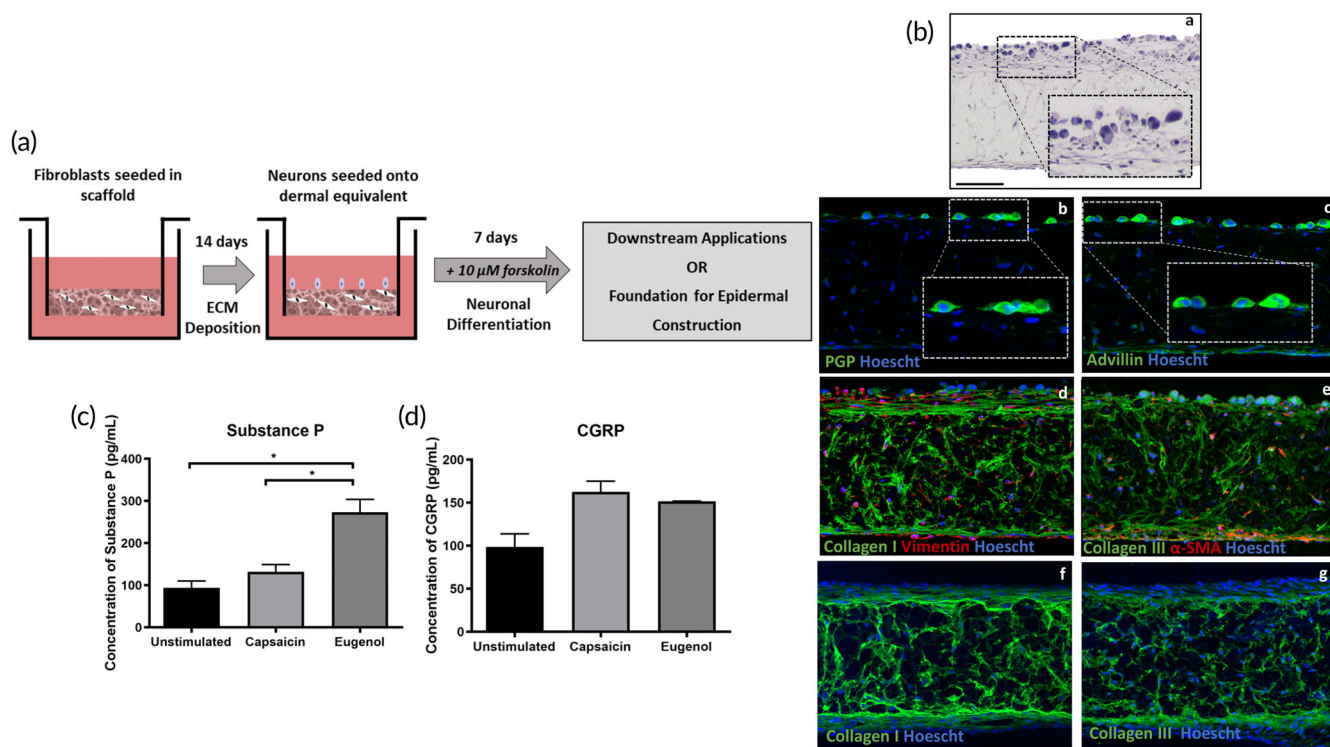 (a)
Fibroblasts seeded in
scaffold
Neurons seeded onto
dermal equivalent
14 days
ECM
Deposition
7 days
+ 10 μM forskolin
Neuronal
Differentiation
Downstream Applications
OR
Foundation for Epidermal
Construction
(b)
a
b
PGP Hoescht
c
Advillin Hoescht
d
Collagen I Vimentin Hoescht
e
Collagen III α-SMA Hoescht
f
Collagen I Hoescht
g
Collagen III Hoescht
(c)
Substance P
Concentration of Substance P (pg/mL)
400
300
200
100
0
*
*
Unstimulated
Capsaicin
Eugenol
(d)
CGRP
Concentration of CGRP (pg/mL)
200
150
100
50
0
Unstimulated
Capsaicin
Eugenol